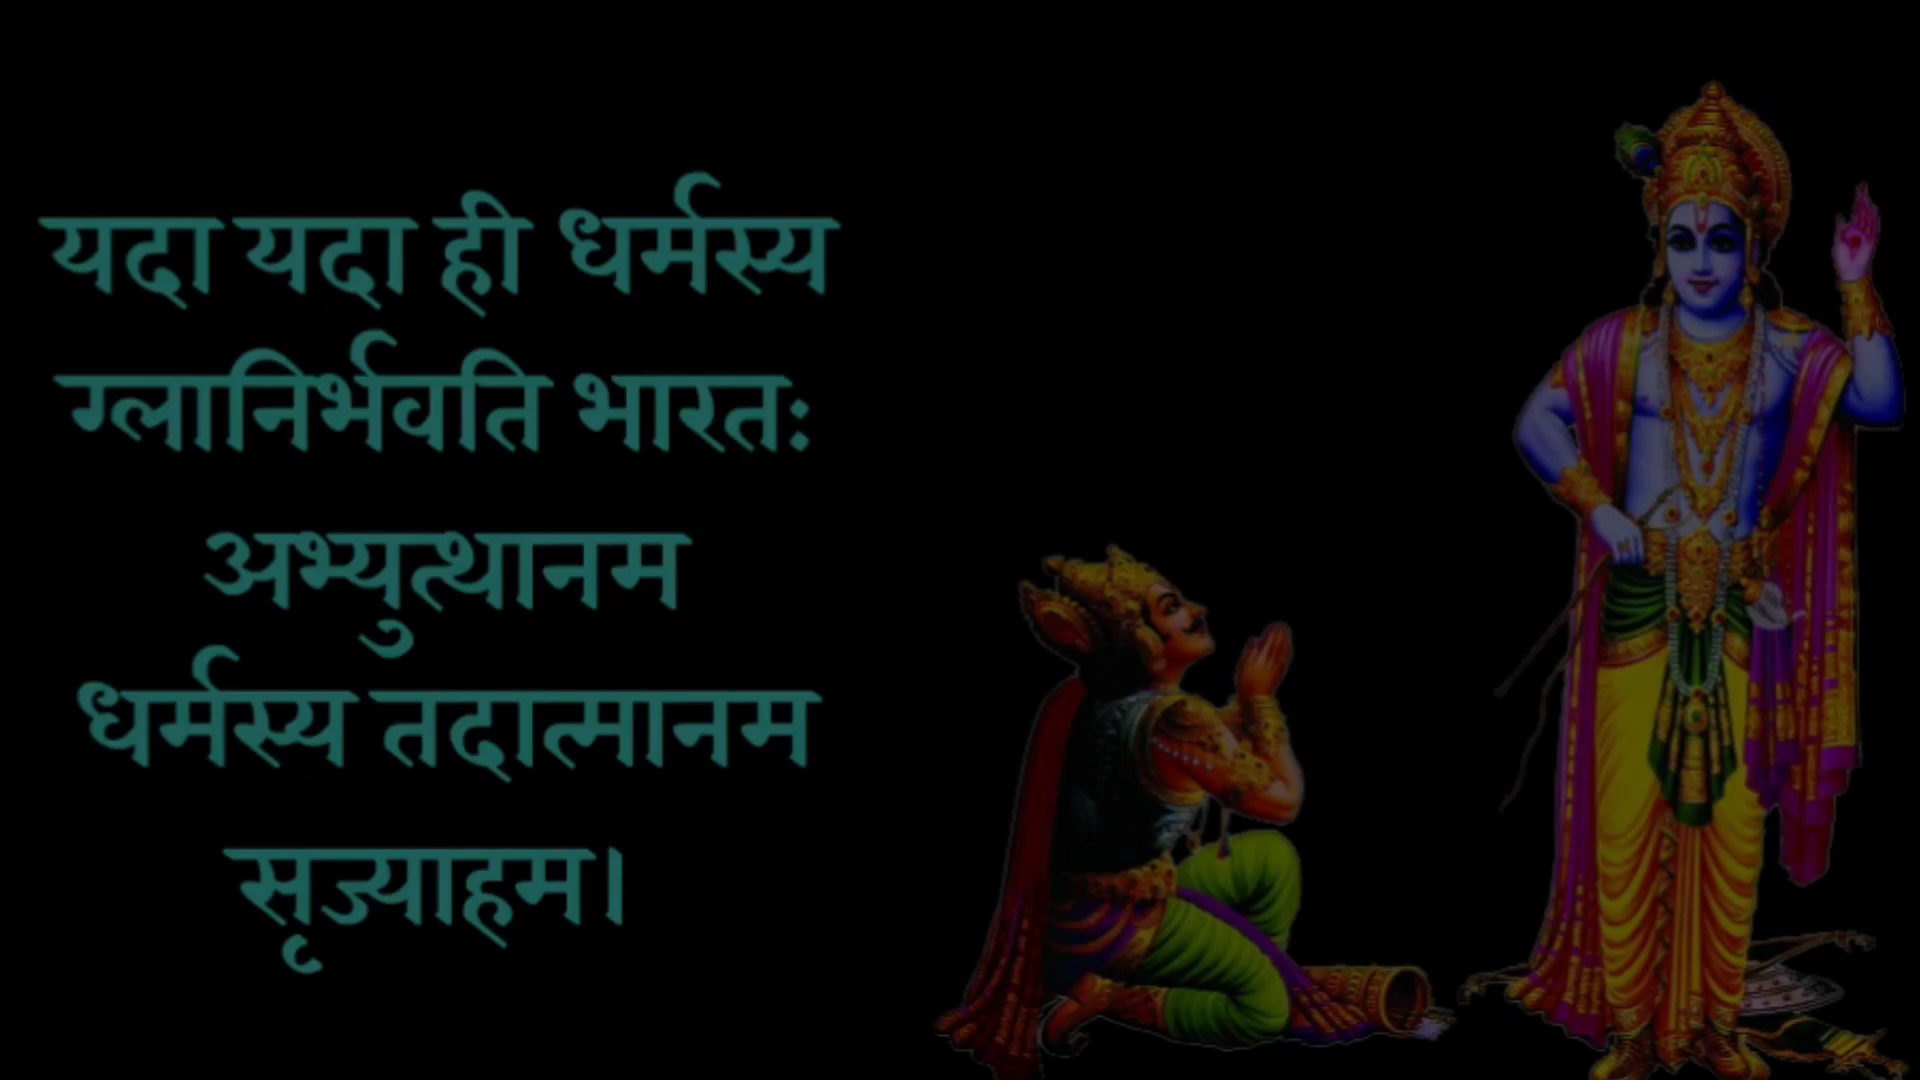 यदा यदा ही धर्मस्य
ग्लानिर्भवति भारतः
अभ्युत्थानम
धर्मस्य तदात्मानम
सृज्याहम।